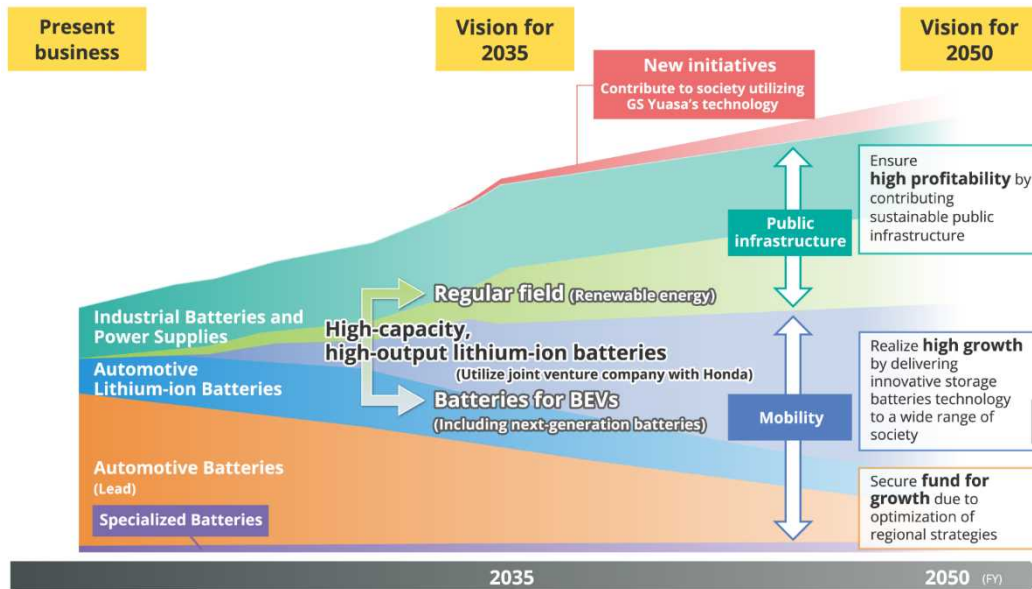 Present
business
Vision for
2035
Vision for
2050
New initiatives
Contribute to society utilizing
GS Yuasa's technology
Ensure
high profitability by
contributing
sustainable public
infrastructure
Public
infrastructure
Regular field (Renewable energy)
Industrial Batteries and
Power Supplies
High-capacity,
high-output lithium-ion batteries
(Utilize joint venture company with Honda)
Automotive
Lithium-ion Batteries
Batteries for BEVs
(Including next-generation batteries)
Mobility
Realize high growth
by delivering
innovative storage
batteries technology
to a wide range of
society
Automotive Batteries
(Lead)
Specialized Batteries
Secure fund for
growth due to
optimization of
regional strategies
2035
2050 (FY)